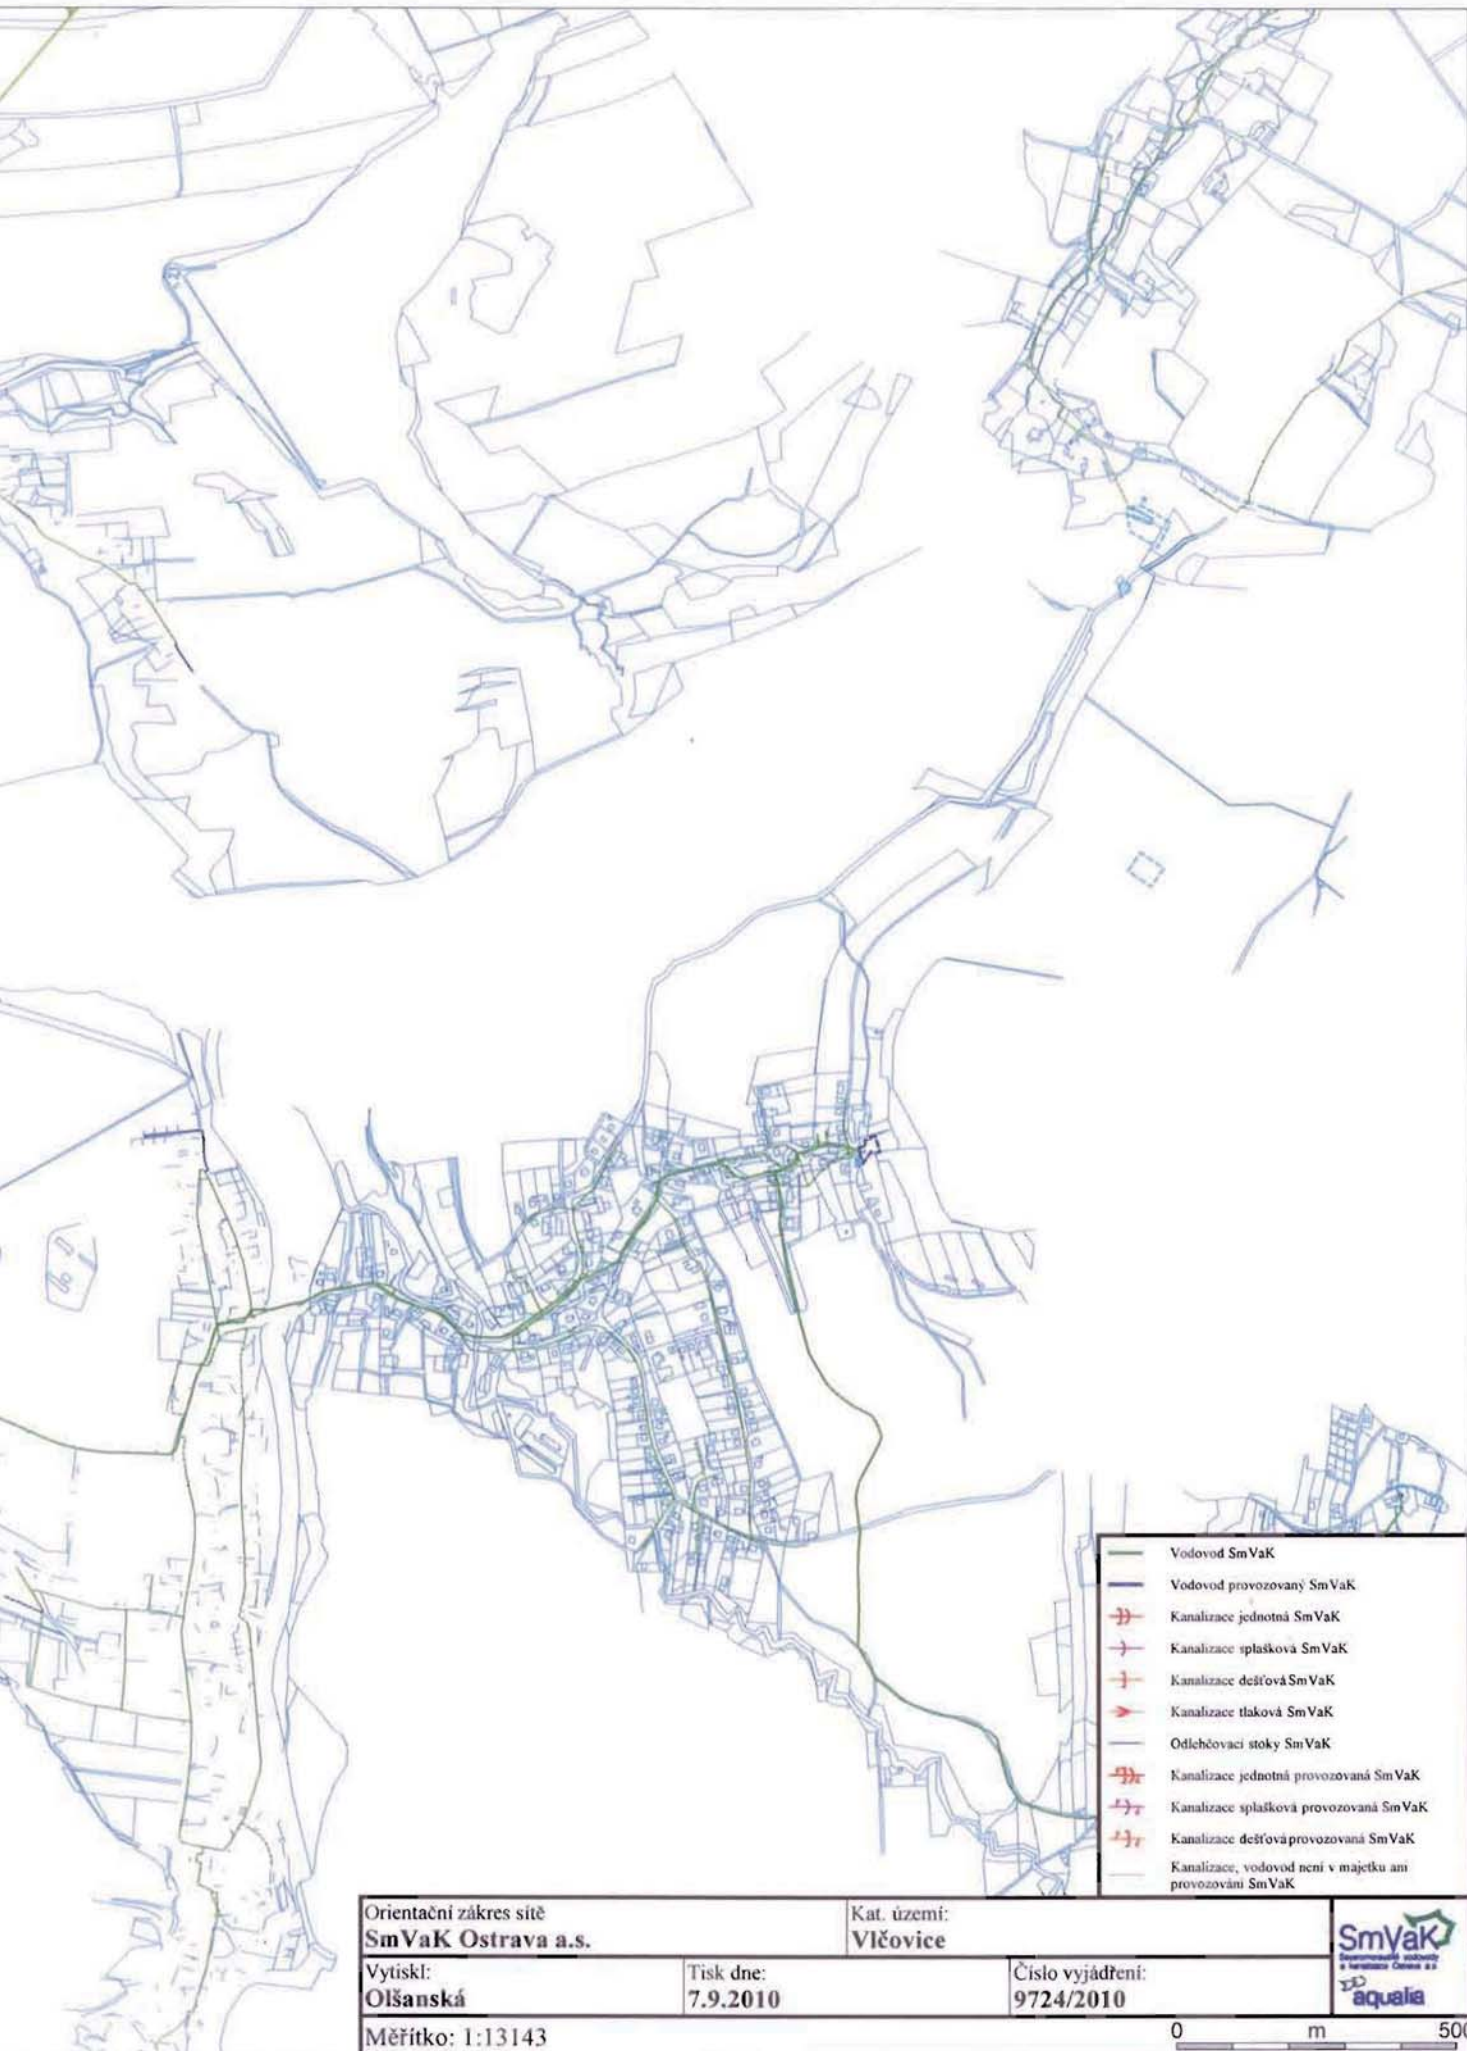 Vodovod SmVaK
Vodovod provozovaný SmVaK
Kanalizace jednotná SmVaK
Kanalizace splašková SmVaK
Kanalizace dešťová SmVaK
Kanalizace tlaková SmVaK
Odlehčovací stoky SmVaK
Kanalizace jednotná provozovaná SmVaK
Kanalizace splašková provozovaná SmVaK
Kanalizace dešťová provozovaná SmVaK
Kanalizace, vodovod není v majetku ani
provozování SmVaK
Orientační zákres sítě
SmVaK Ostrava a.s.
Kat. území:
Vlčovice
Vytiskl:
Olšanská
Tisk dne:
7.9.2010
Číslo vyjádření:
9724/2010
SmVaK
aqualia
Měřítko: 1:13143
0 m 500